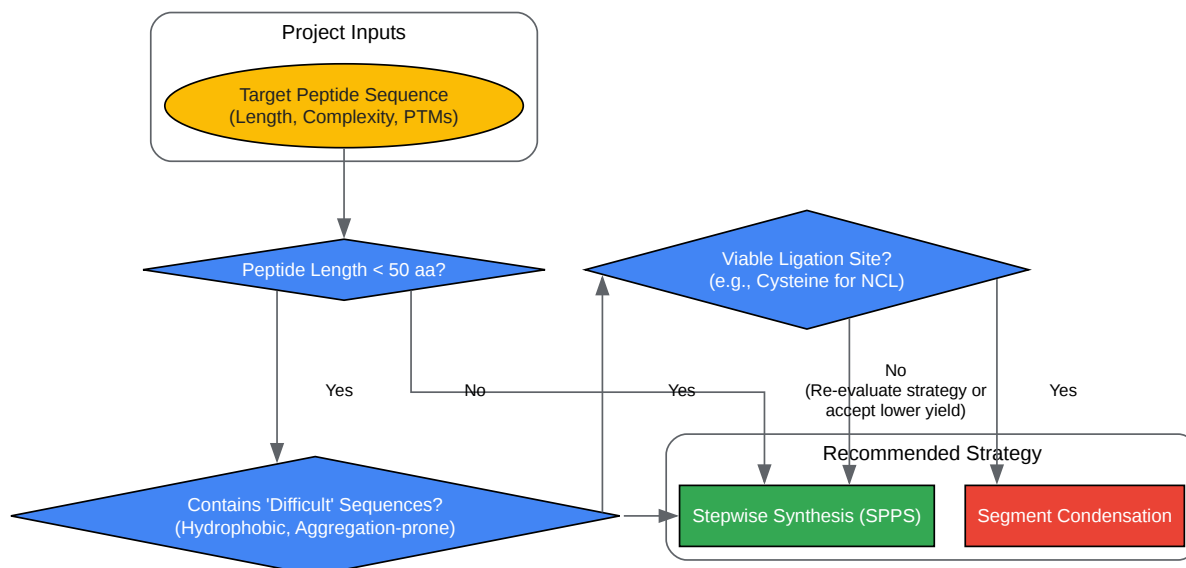 Project Inputs
Target Peptide Sequence
(Length, Complexity, PTMs)
Peptide Length < 50 aa?
Viable Ligation Site?
(e.g., Cysteine for NCL)
Yes
No
Yes
No
(Re-evaluate strategy or
accept lower yield)
Yes
Recommended Strategy
Contains 'Difficult' Sequences?
(Hydrophobic, Aggregation-prone)
Stepwise Synthesis (SPPS)
Segment Condensation